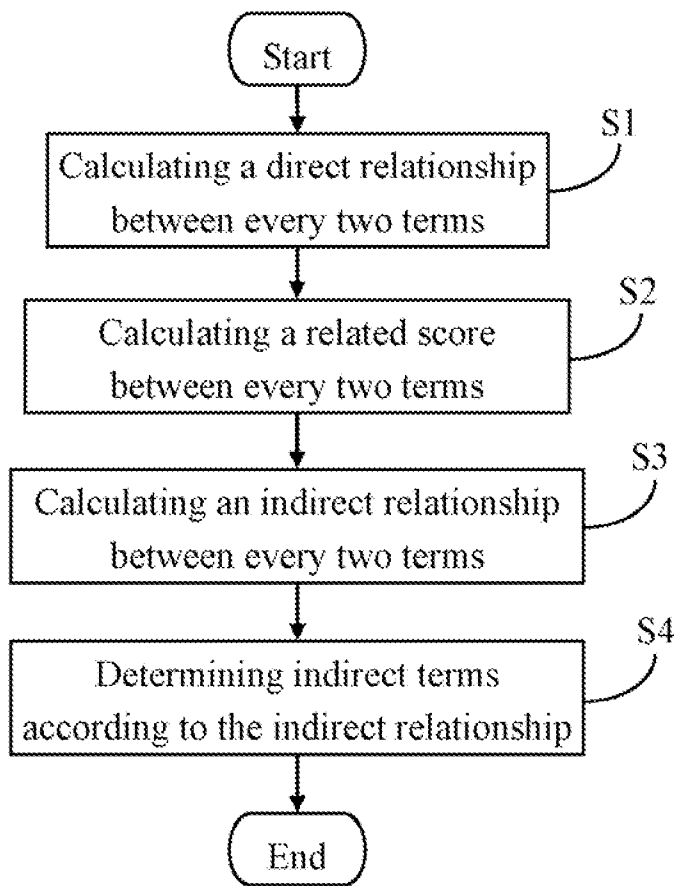 Start
S1
Calculating a direct relationship
between every two terms
S2
Calculating a related score
between every two terms
S3
Calculating an indirect relationship
between every two terms
S4
Determining indirect terms
according to the indirect relationship
End